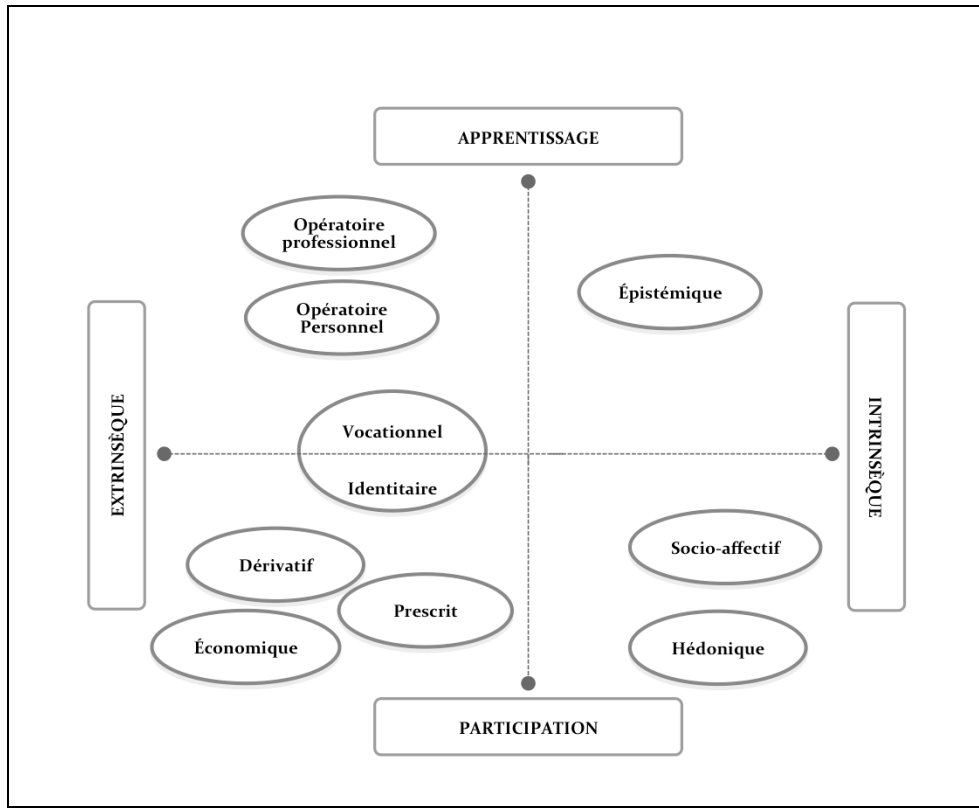 APPRENTISSAGE
Opératoire
professionnel
Épistémique
Opératoire
Personnel
EXTRINSÈQUE
INTRINSÈQUE
Vocationnel
Identitaire
Socio-affectif
Dérivatif
Prescrit
Économique
Hédonique
PARTICIPATION